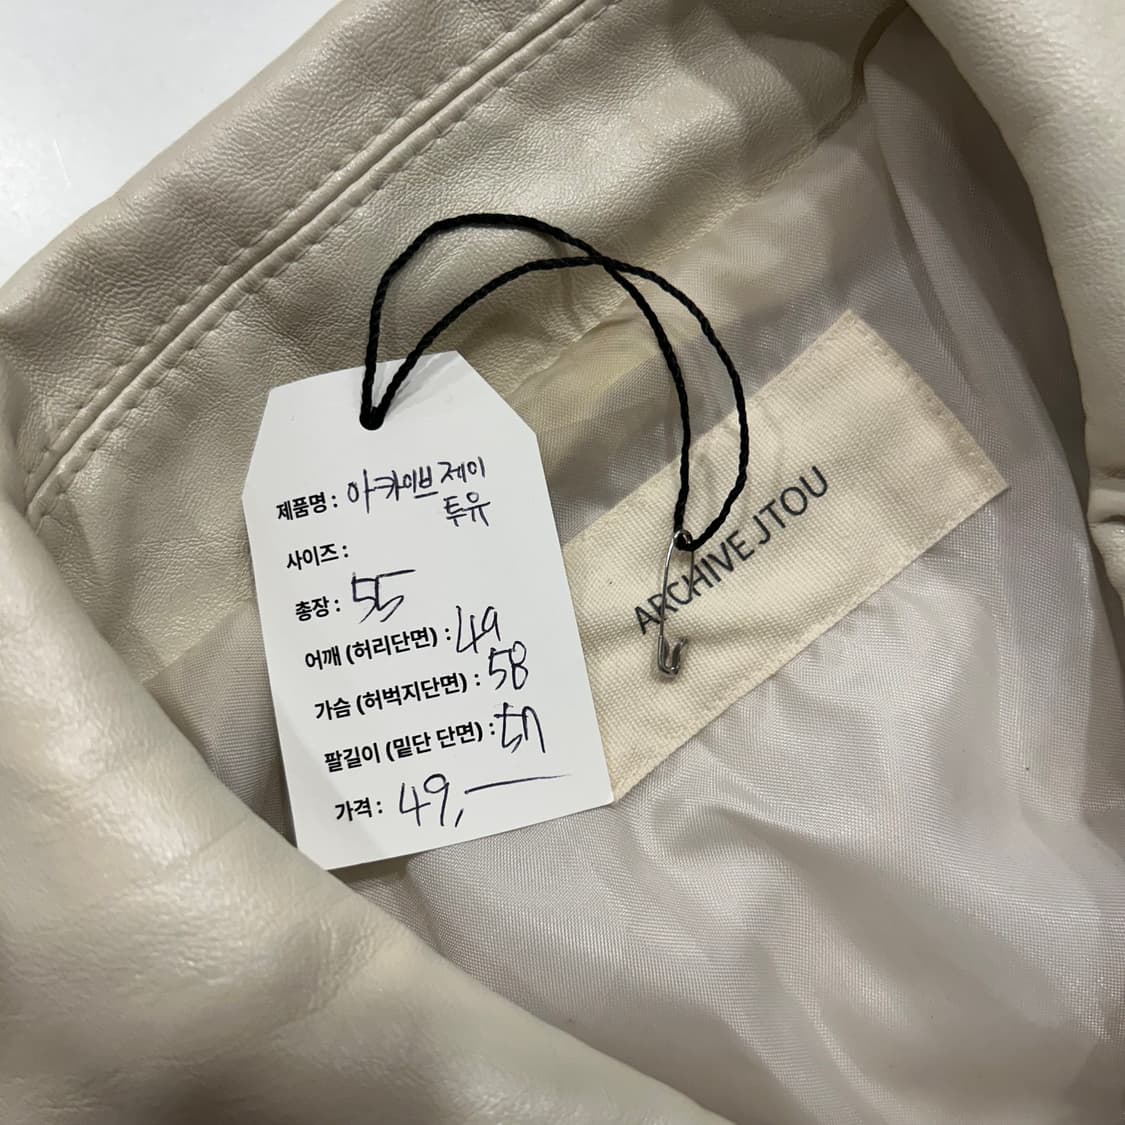 제품명 : 아카이브 제이
투유
사이즈 :
총장 : 55
어깨 (허리단면) : 49
가슴 (허벅지단면) : 58
팔길이 (밑단 단면) : 57
가격 : 49,—
ARCHIVEJTOU